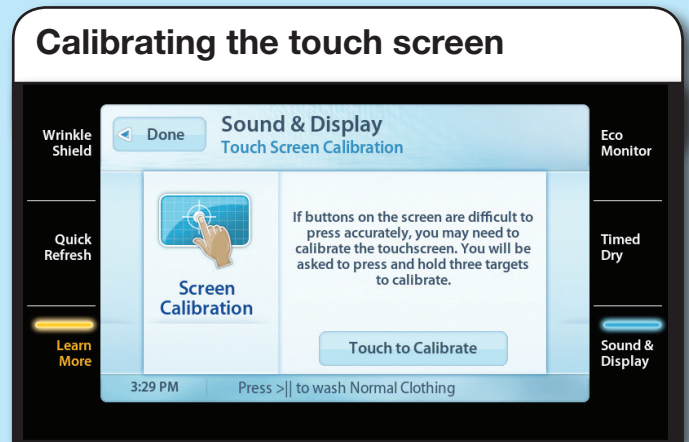 Calibrating the touch screen
Wrinkle
Shield
Quick
Refresh
Learn
More
Done
Sound & Display
Touch Screen Calibration
Screen
Calibration
If buttons on the screen are difficult to
press accurately, you may need to
calibrate the touchscreen. You will be
asked to press and hold three targets
to calibrate.
Touch to Calibrate
3:29 PM
Press >|| to wash Normal Clothing
Eco
Monitor
Timed
Dry
Sound &
Display